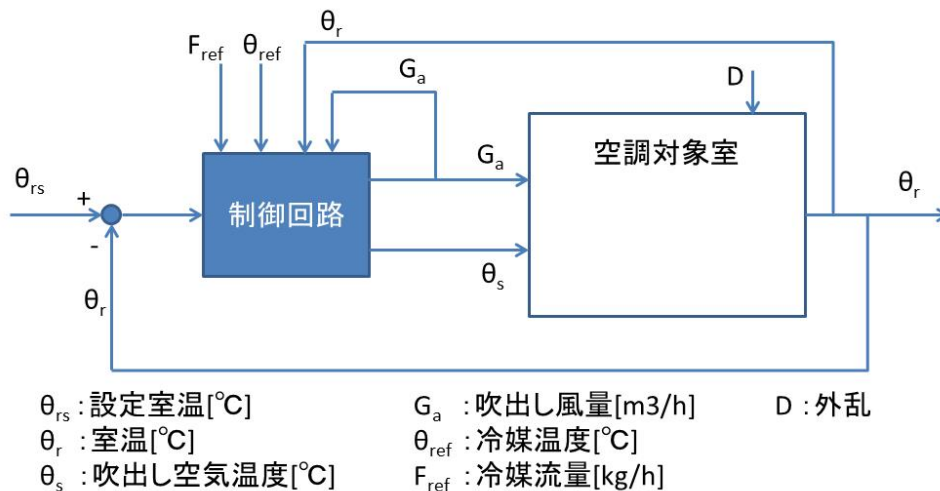 θr
Fref θref
Ga
D
空調対象室
θrs
+
制御回路
Ga
θr
-
θs
θr
θrs : 設定室温[℃]
Ga : 吹出し風量[m3/h]
D : 外乱
θr : 室温[℃]
θref : 冷媒温度[℃]
θs : 吹出し空気温度[℃]
Fref : 冷媒流量[kg/h]